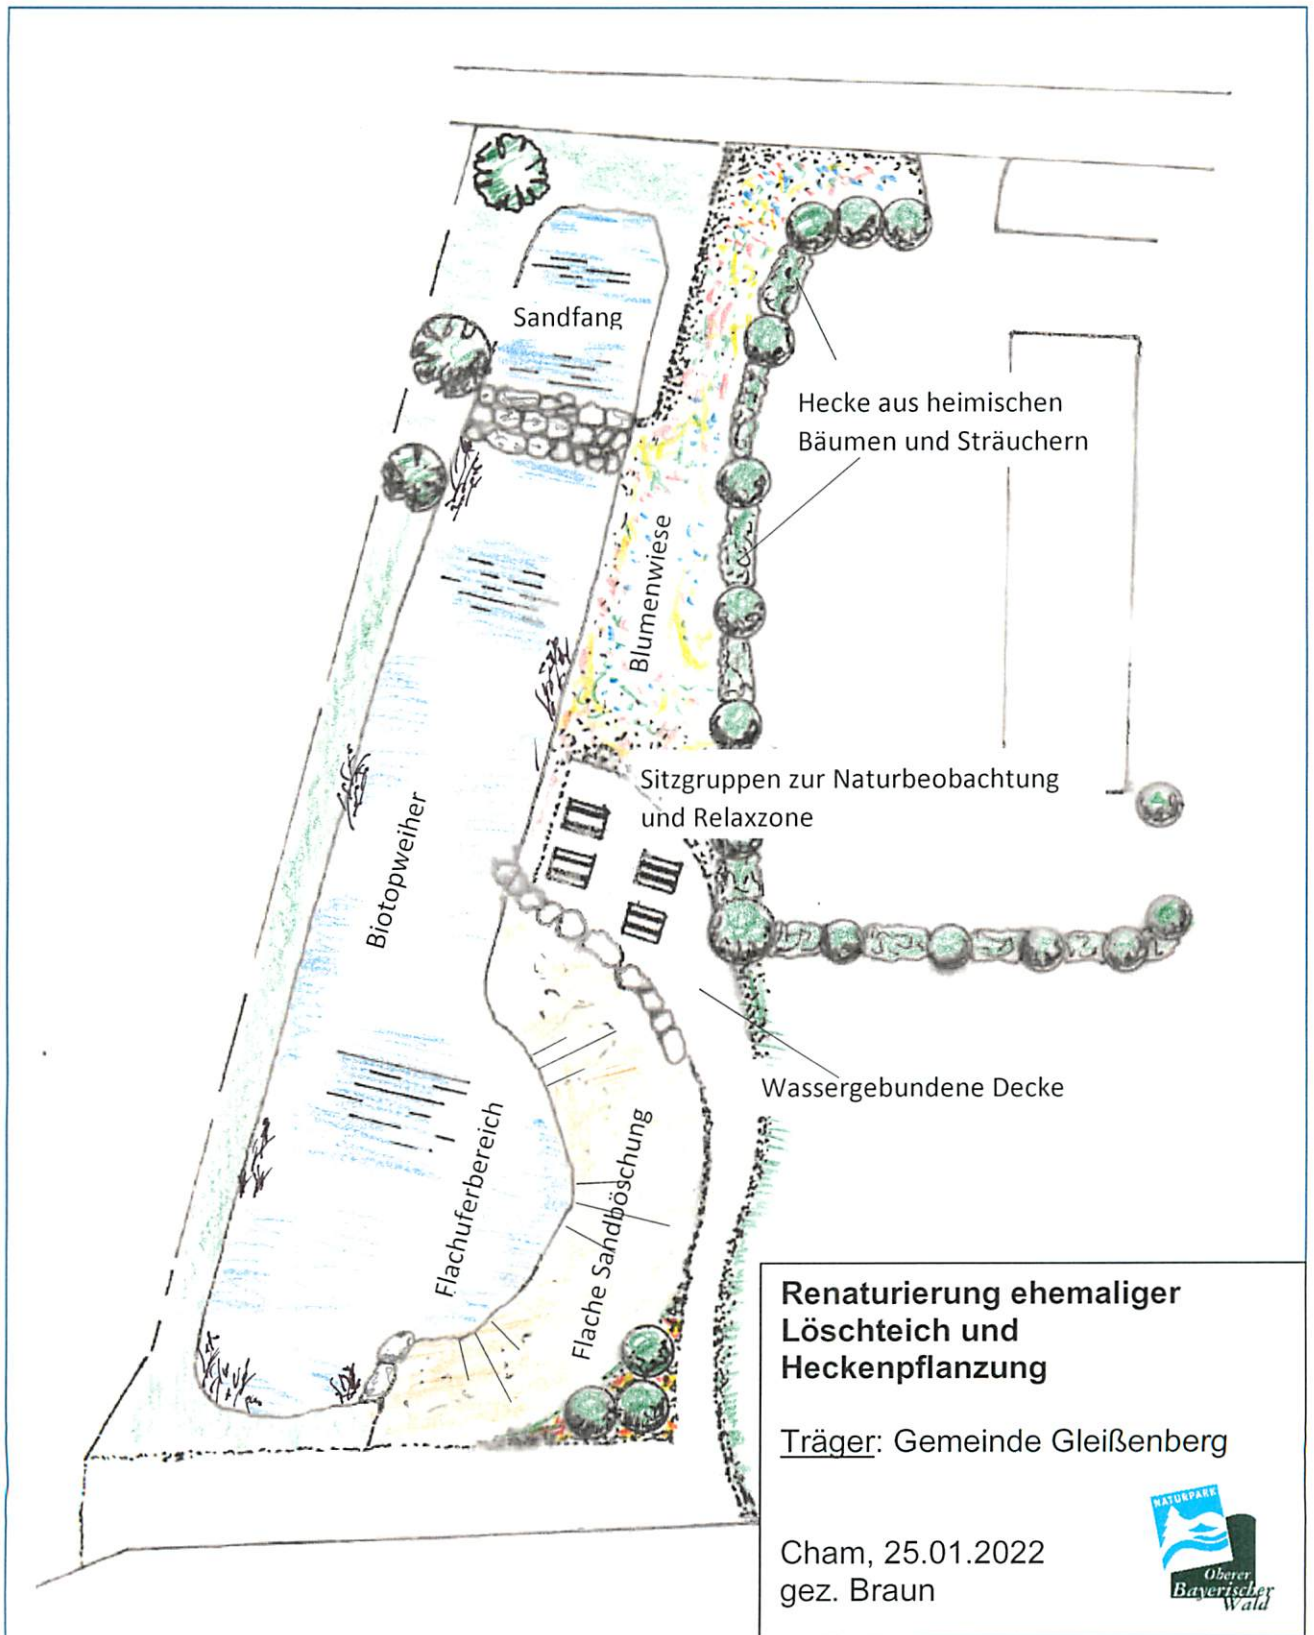 Sandfang
Hecke aus heimischen
Bäumen und Sträuchern
Blumenwiese
Sitzgruppen zur Naturbeobachtung
und Relaxzone
Biotopweiher
Wassergebundene Decke
Flachuferbereich
Flache Sandböschung
Renaturierung ehemaliger
Löschteich und
Heckenpflanzung
Träger: Gemeinde Gleißenberg
Cham, 25.01.2022
gez. Braun
NATURPARK
Oberer
Bayerischer
Wald